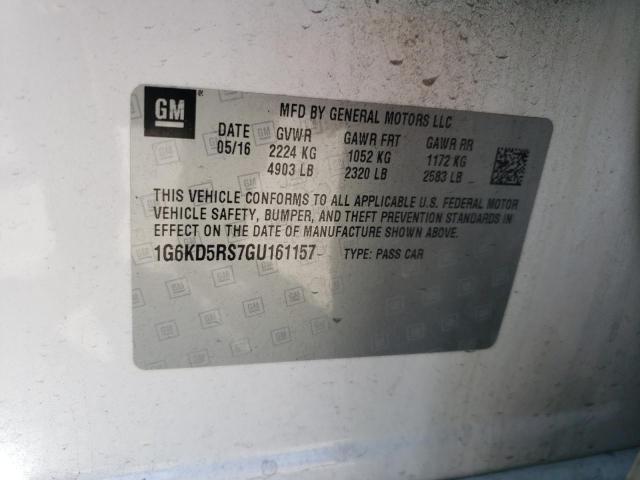 GM
MFD BY GENERAL MOTORS LLC
DATE GVWR GAWR FRT GAWR RR
05/16 2224 KG 1052 KG 1172 KG
4903 LB 2320 LB 2583 LB
THIS VEHICLE CONFORMS TO ALL APPLICABLE U.S. FEDERAL MOTOR
VEHICLE SAFETY, BUMPER, AND THEFT PREVENTION STANDARDS IN
EFFECT ON THE DATE OF MANUFACTURE SHOWN ABOVE.
1G6KD5RS7GU161157 TYPE: PASS CAR